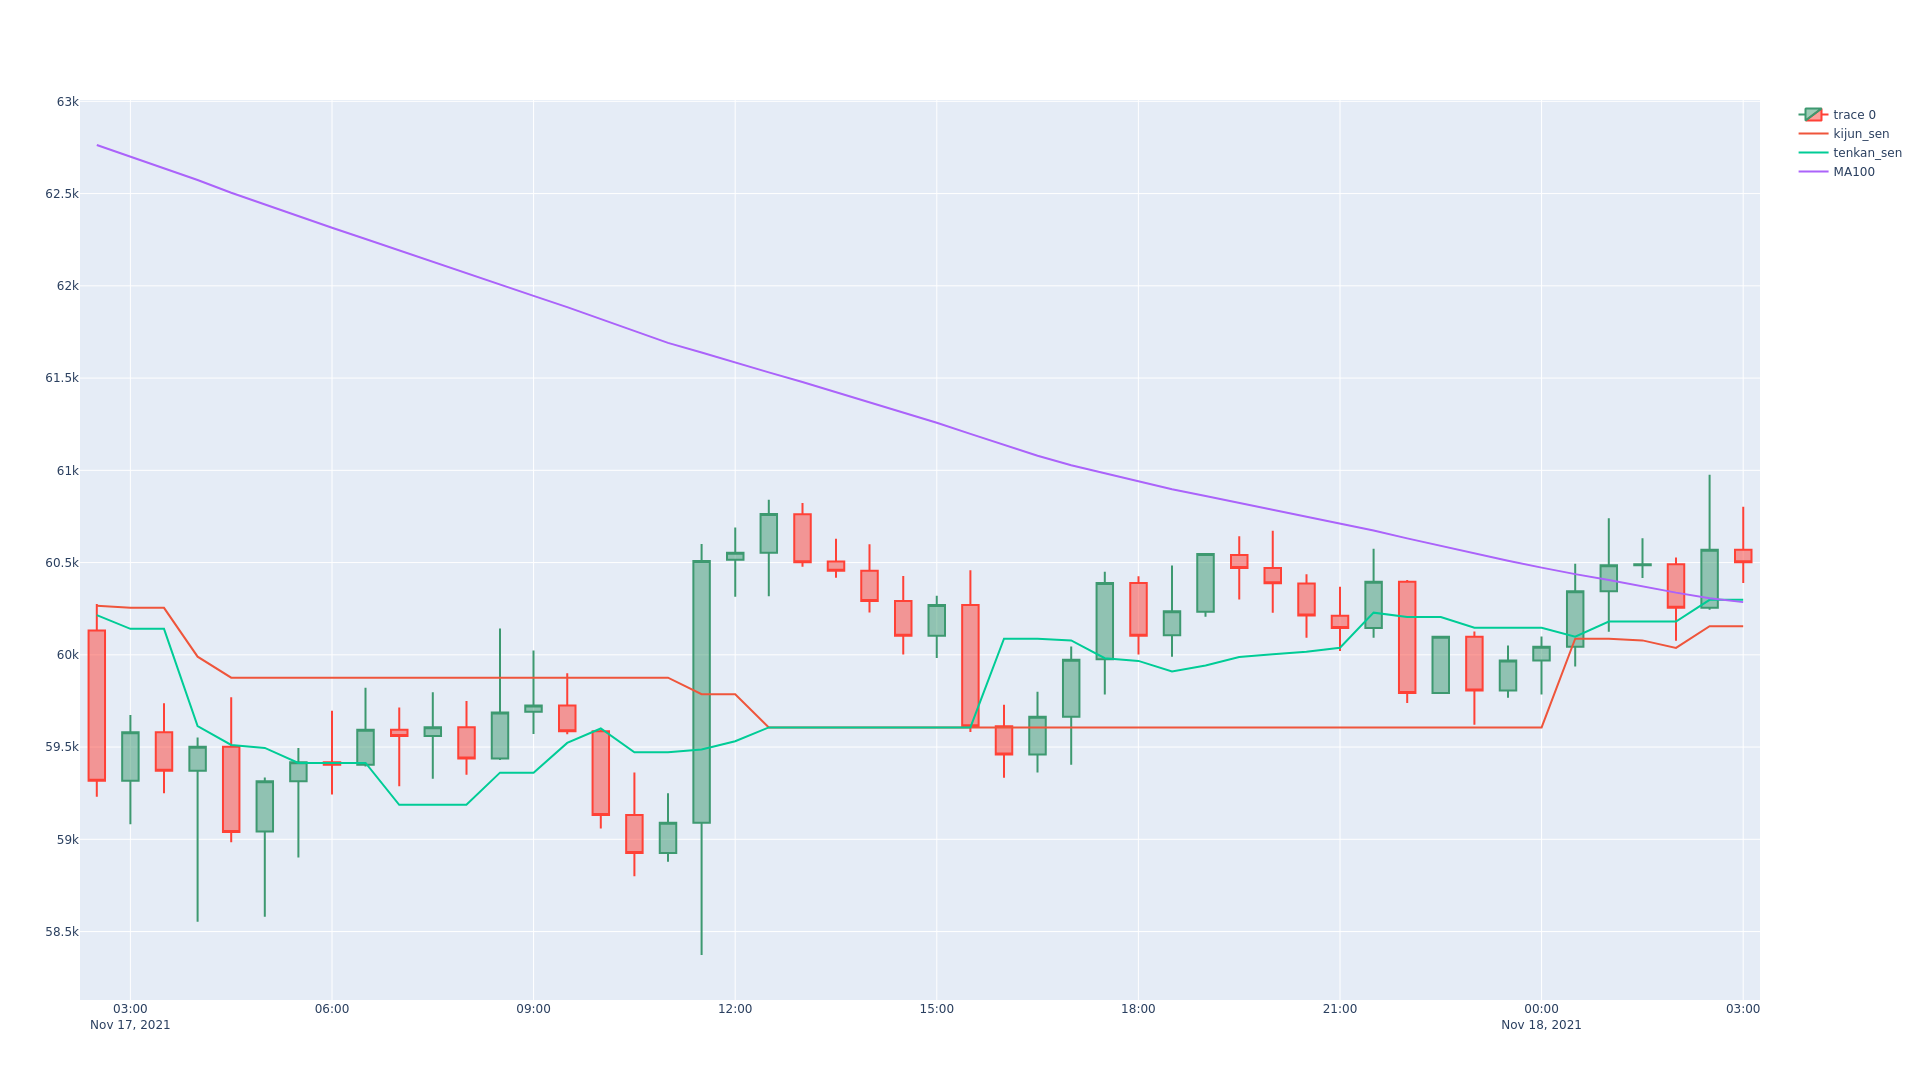 63k
62.5k
62k
61.5k
61k
60.5k
60k
59.5k
59k
58.5k
03:00 06:00 09:00 12:00 15:00 18:00 21:00 00:00 03:00
Nov 17, 2021 Nov 18, 2021
trace 0
kijun_sen
tenkan_sen
MA100